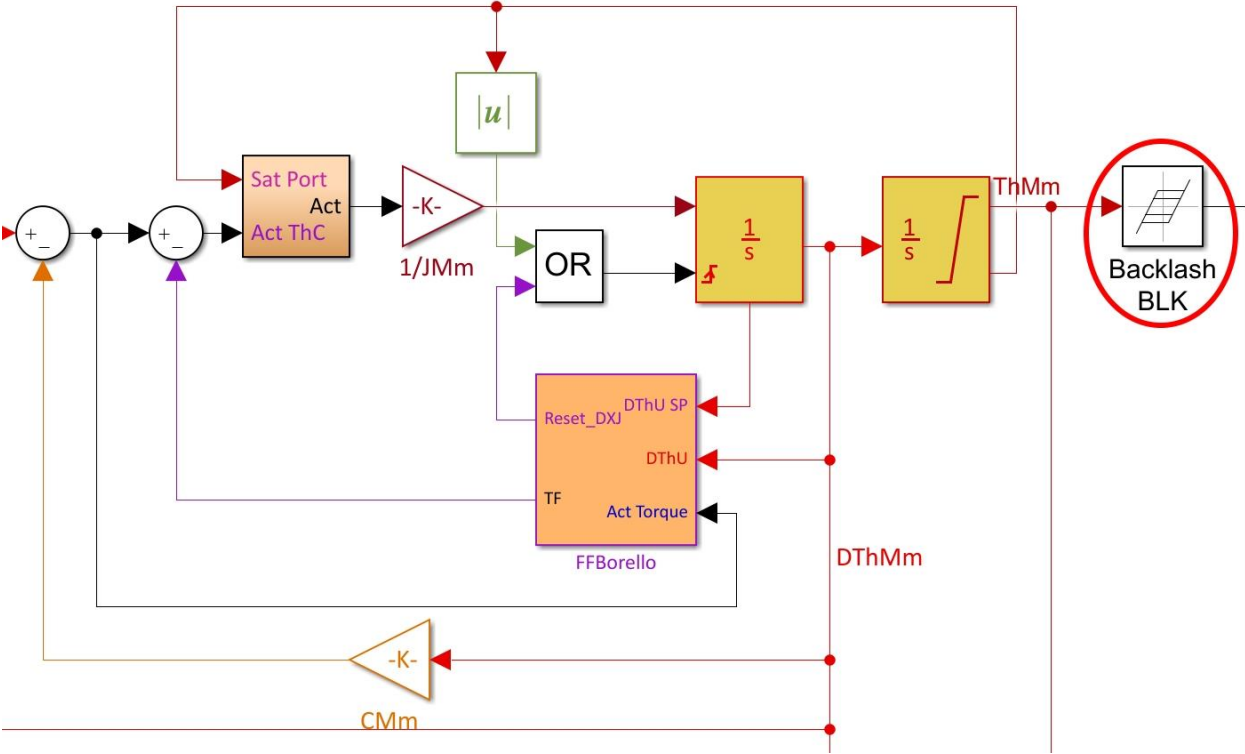 |u|
Sat Port
Act
Act ThC
-K-
1/JMm
+
_
+
_
OR
1
s
1
s
ThMm
Backlash
BLK
Reset_DXJ
DThU SP
DThU
TF
Act Torque
FFBorello
DThMm
-K-
CMm